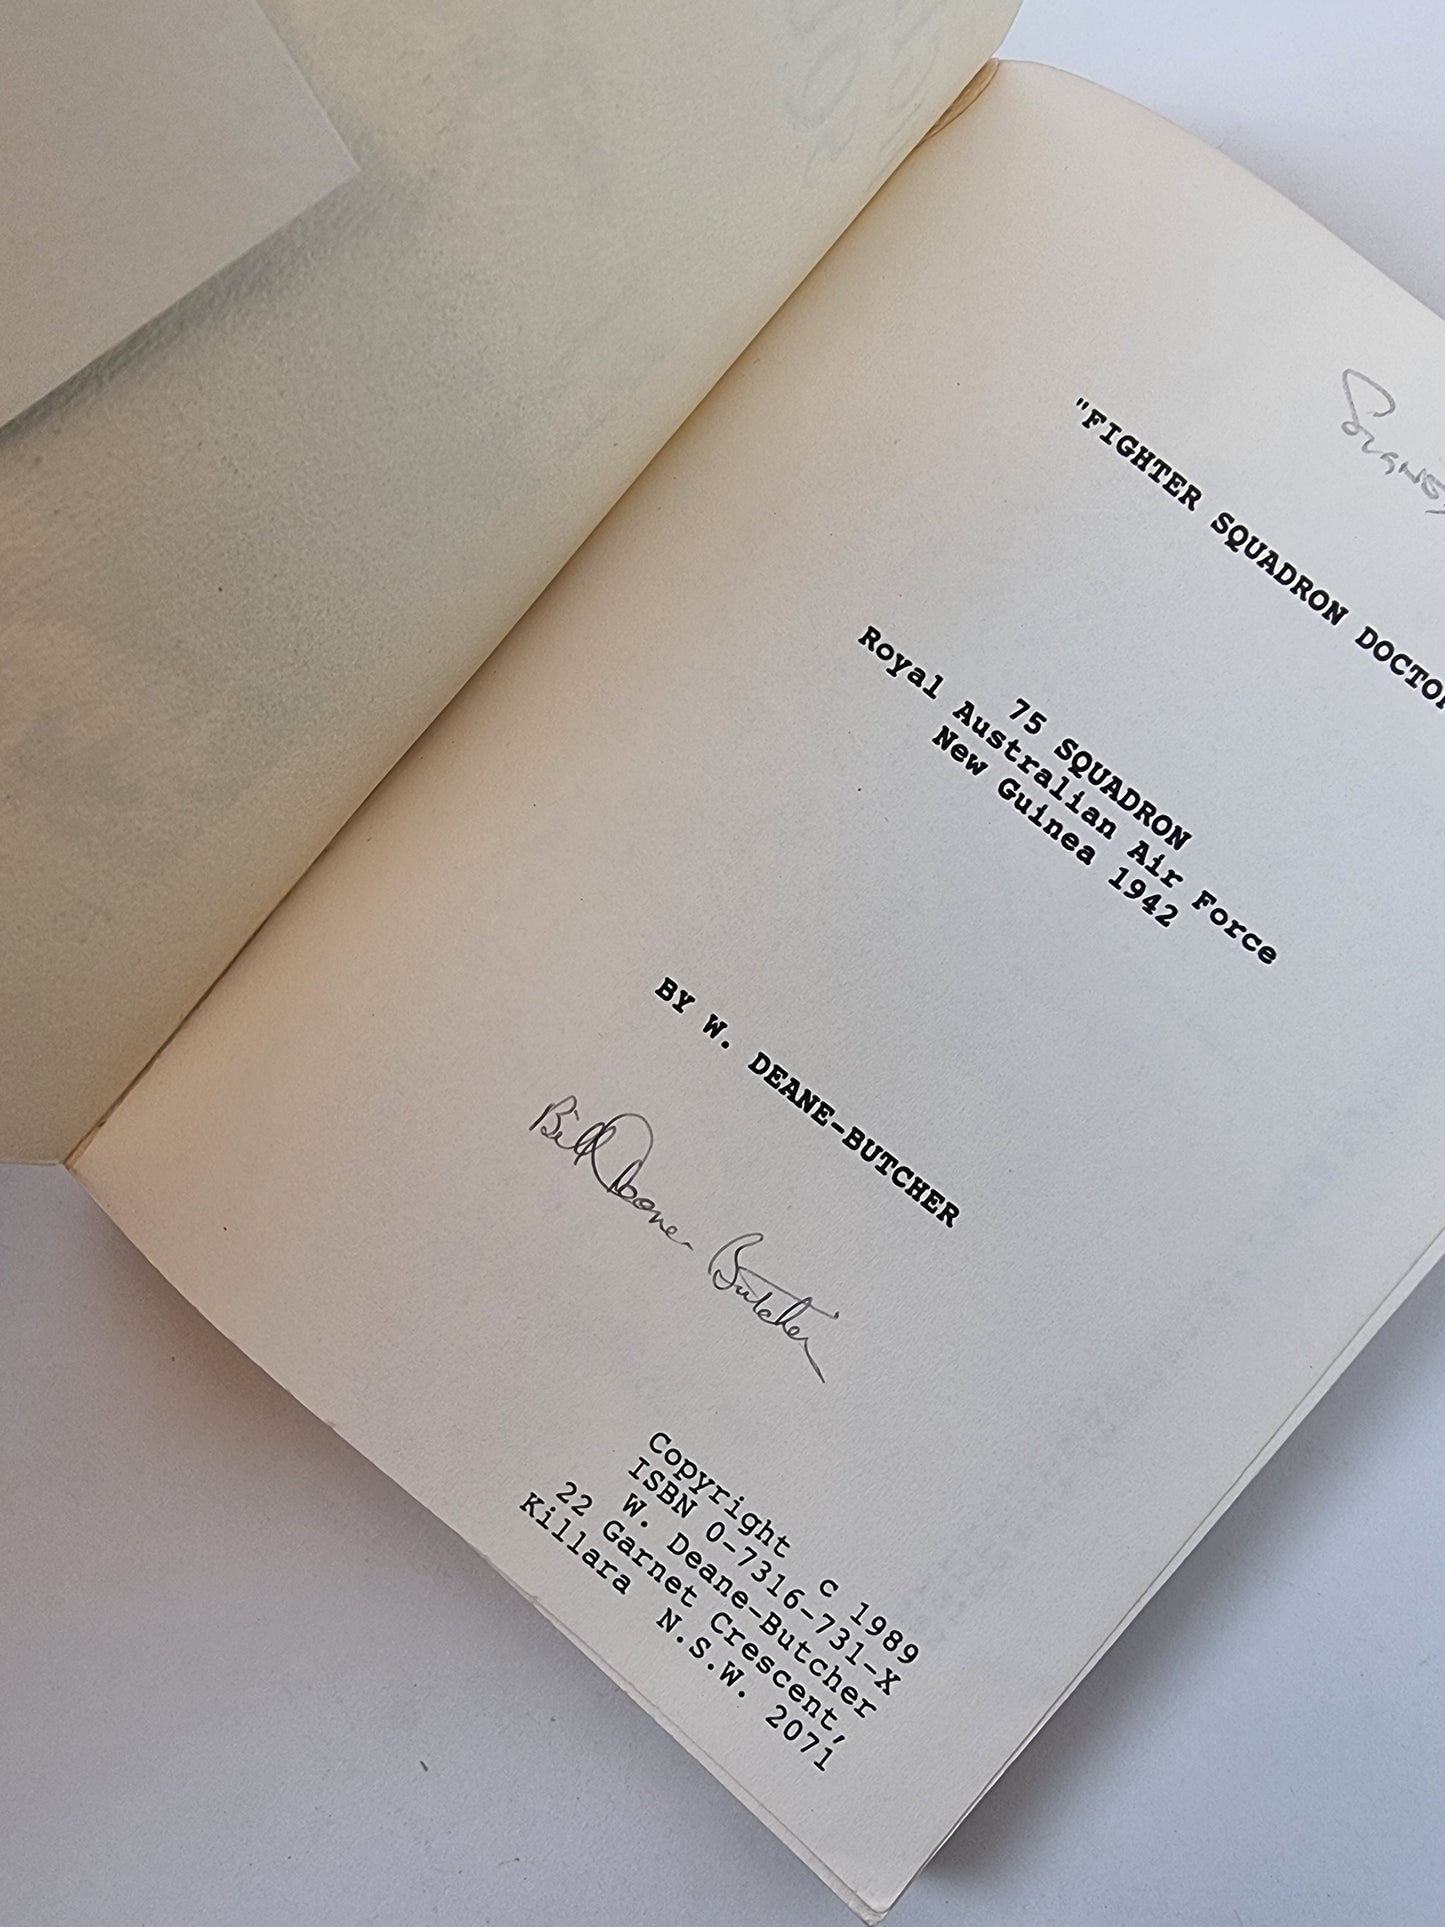 "FIGHTER SQUADRON DOCTOR
75 SQUADRON
Royal Australian Air Force
New Guinea 1942
BY W. DEANE-BUTCHER
Bill Deane-Butcher
Copyright c 1989
ISBN 0-7316-731-X
W. Deane-Butcher
22 Garnet Crescent,
Killara N.S.W. 2071